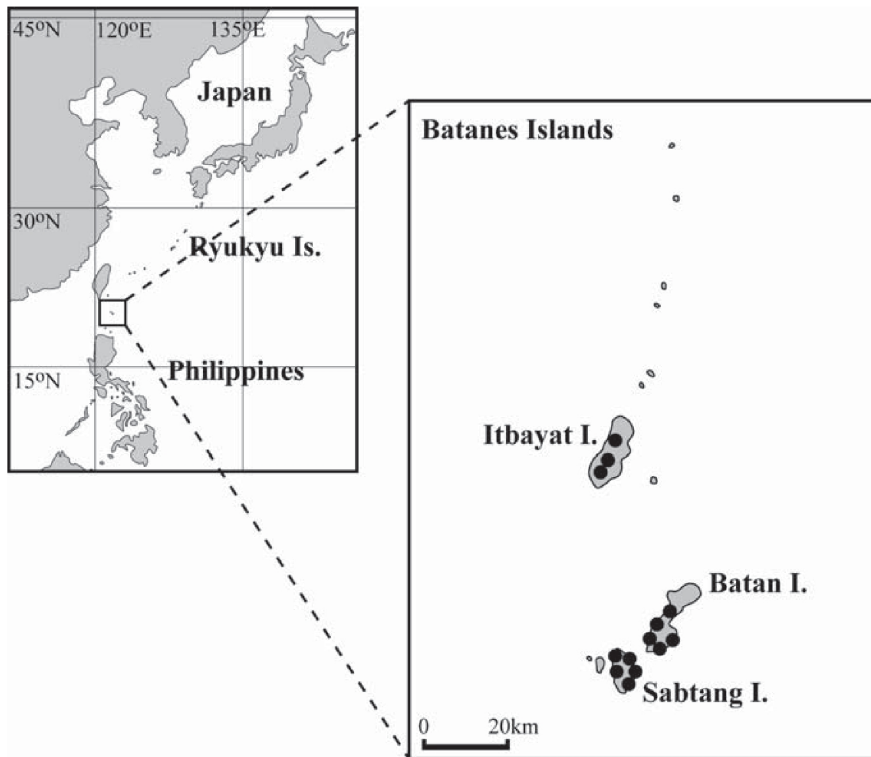 45ºN
120ºE
135ºE
Japan
30ºN
Ryukyu Is.
15ºN
Philippines
Batanes Islands
Itbayat I.
Batan I.
Sabtang I.
0
20km